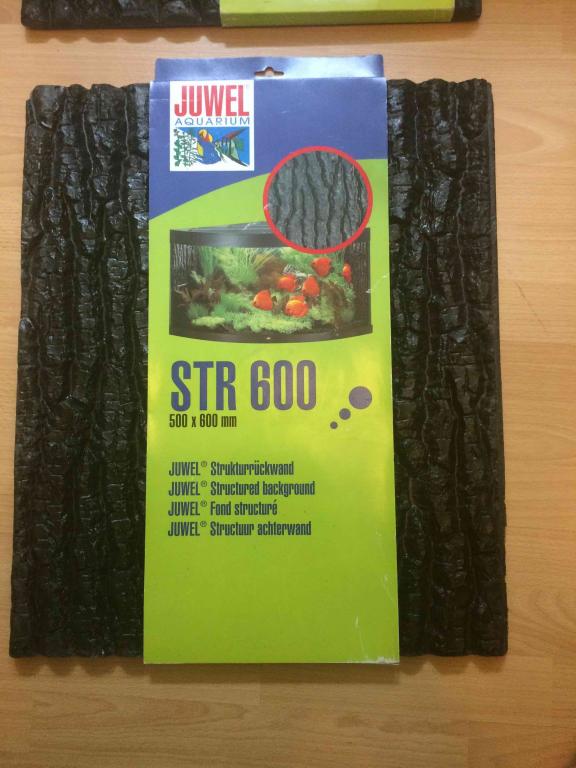 JUWEL®
AQUARIUM
STR 600
500 x 600 mm
JUWEL® Strukturrückwand
JUWEL® Structured background
JUWEL® Fond structuré
JUWEL® Structuur achterwand